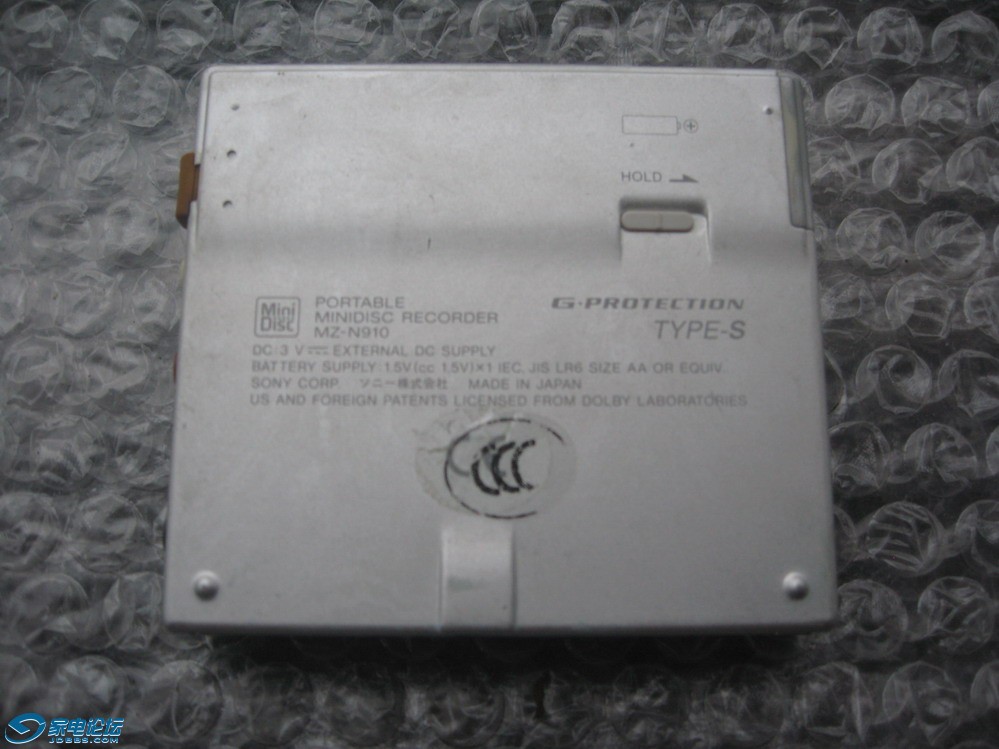 HOLD
Mini Disc
PORTABLE
MINIDISC RECORDER
MZ-N910
G-PROTECTION
TYPE-S
DC 3 V EXTERNAL DC SUPPLY
BATTERY SUPPLY: 1.5V (cc 1.5V)×1 IEC, JIS LR6 SIZE AA OR EQUIV.
SONY CORP. ソニー株式会社 MADE IN JAPAN
US AND FOREIGN PATENTS LICENSED FROM DOLBY LABORATORIES
CCC
家电论坛
JDBBS.COM